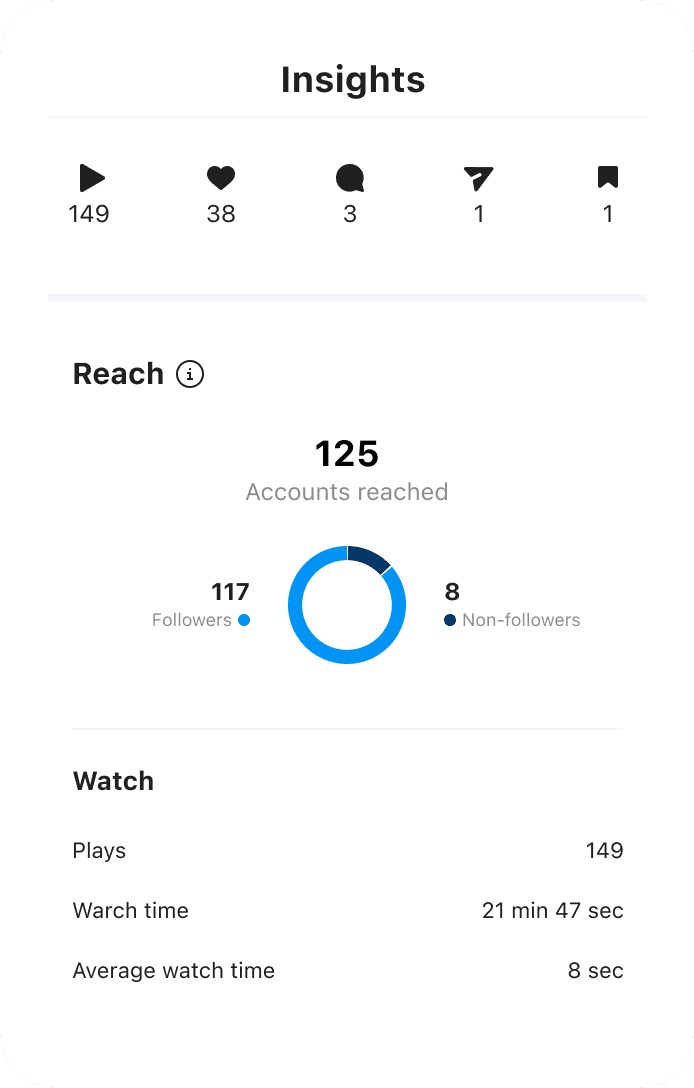 Insights
149 38 3 1 1
Reach
125
Accounts reached
117 8
Followers Non-followers
Watch
Plays 149
Warch time 21 min 47 sec
Average watch time 8 sec